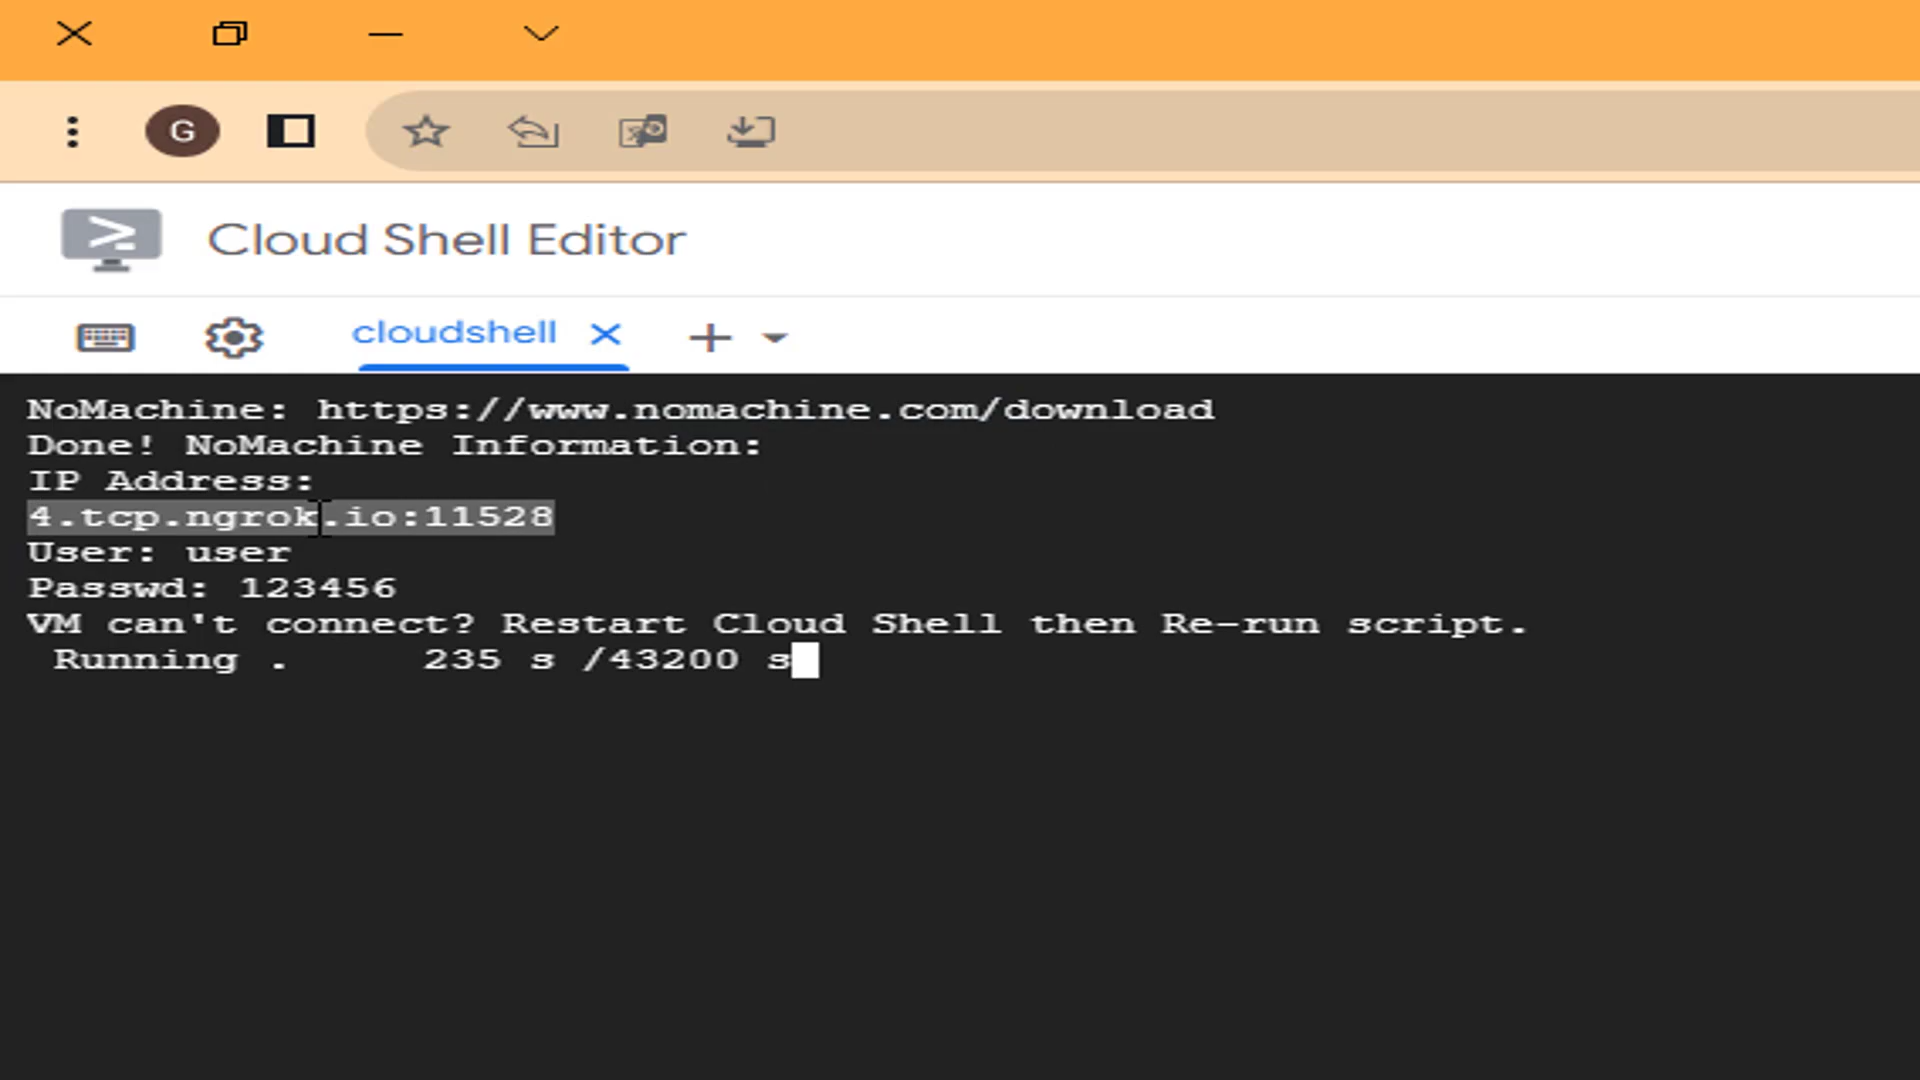 G
Cloud Shell Editor
cloudshell
NoMachine: https://www.nomachine.com/download
Done! NoMachine Information:
IP Address:
4.tcp.ngrok.io:11528
User: user
Passwd: 123456
VM can't connect? Restart Cloud Shell then Re-run script.
Running .      235 s /43200 s